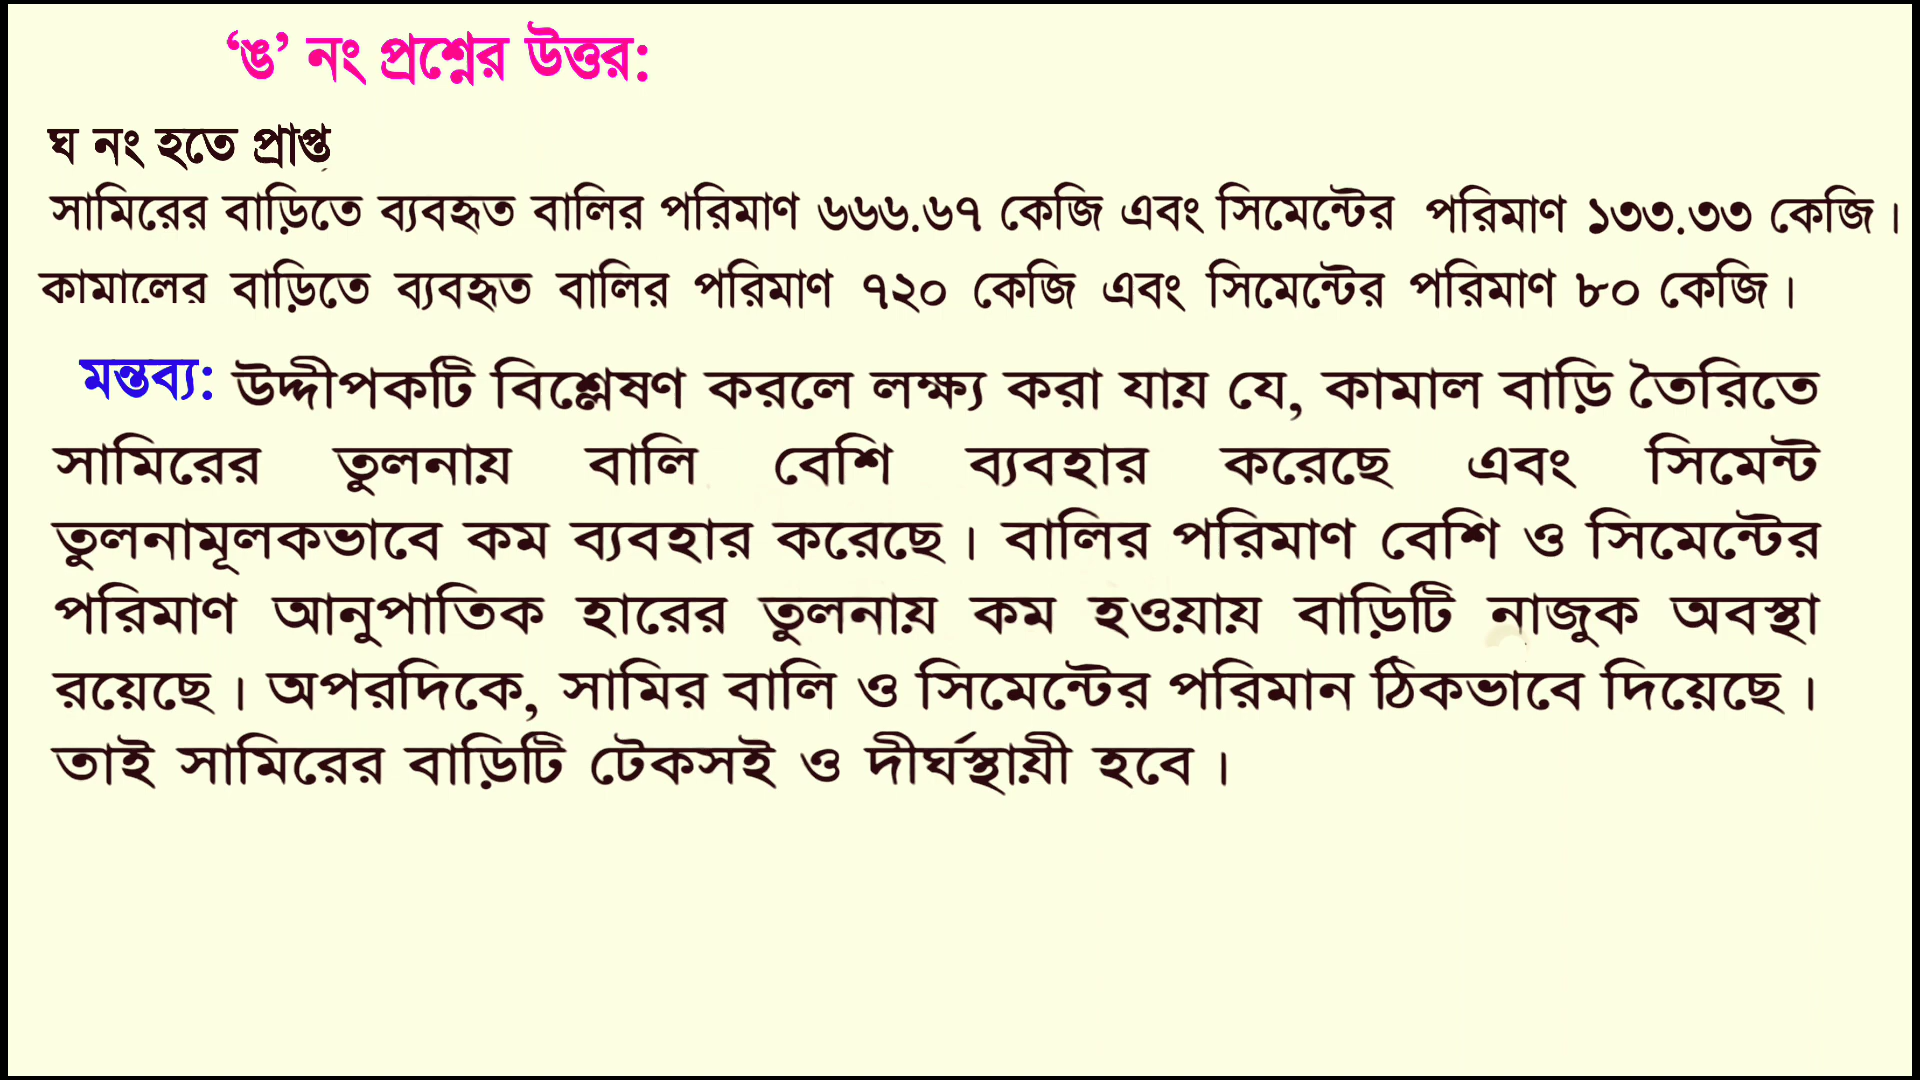 ‘ঙ’ নং প্রশ্নের উত্তর:
ঘ নং হতে প্রাপ্ত
সামিরের বাড়িতে ব্যবহৃত বালির পরিমাণ ৬৬৬.৬৭ কেজি এবং সিমেন্টের পরিমাণ ১৩৩.৩৩ কেজি।
কামালের বাড়িতে ব্যবহৃত বালির পরিমাণ ৭২০ কেজি এবং সিমেন্টের পরিমাণ ৮০ কেজি।
মন্তব্য: উদ্দীপকটি বিশ্লেষণ করলে লক্ষ্য করা যায় যে, কামাল বাড়ি তৈরিতে
সামিরের তুলনায় বালি বেশি ব্যবহার করেছে এবং সিমেন্ট
তুলনামূলকভাবে কম ব্যবহার করেছে। বালির পরিমাণ বেশি ও সিমেন্টের
পরিমাণ আনুপাতিক হারের তুলনায় কম হওয়ায় বাড়িটি নাজুক অবস্থা
রয়েছে। অপরদিকে, সামির বালি ও সিমেন্টের পরিমান ঠিকভাবে দিয়েছে।
তাই সামিরের বাড়িটি টেকসই ও দীর্ঘস্থায়ী হবে।